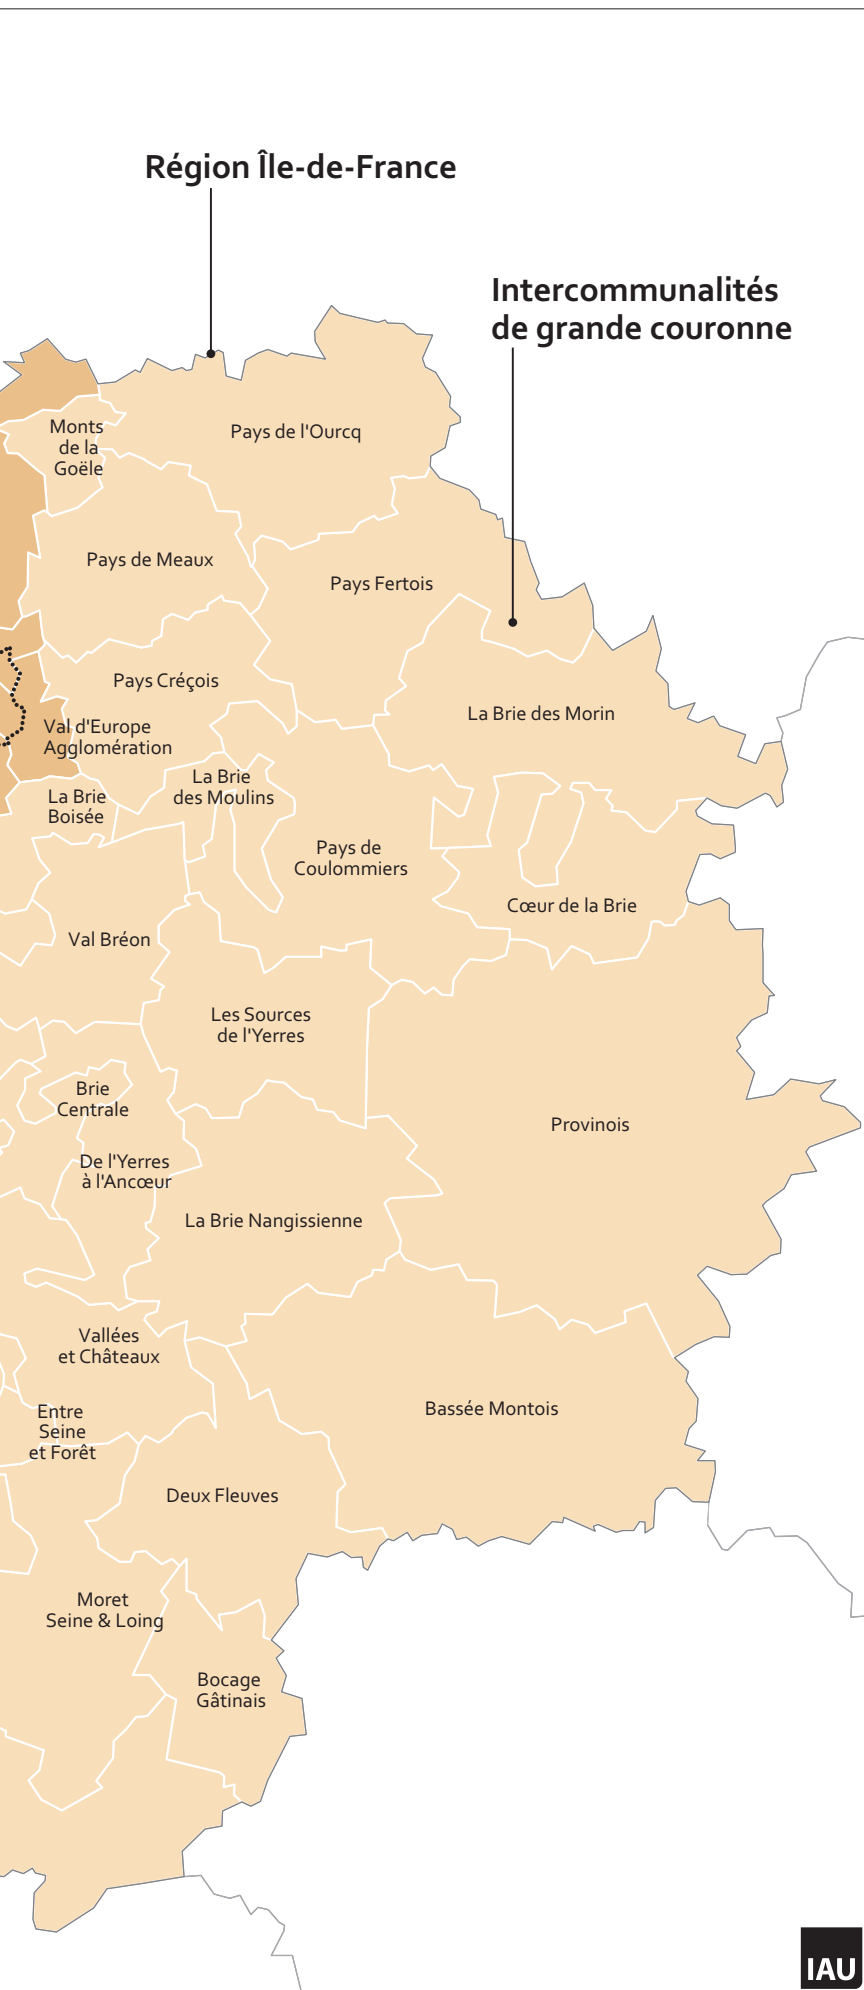 Région Île-de-France
Intercommunalités
de grande couronne
Monts
de la
Goële
Pays de l'Ourcq
Pays de Meaux
Pays Fertois
Pays Créçois
La Brie des Morin
Val d'Europe
Agglomération
La Brie
des Moulins
La Brie
Boisée
Pays de
Coulommiers
Cœur de la Brie
Val Bréon
Les Sources
de l'Yerres
Brie
Centrale
Provinois
De l'Yerres
à l'Ancœur
La Brie Nangissienne
Vallées
et Châteaux
Entre
Seine
et Forêt
Bassée Montois
Deux Fleuves
Moret
Seine & Loing
Bocage
Gâtinais
IAU